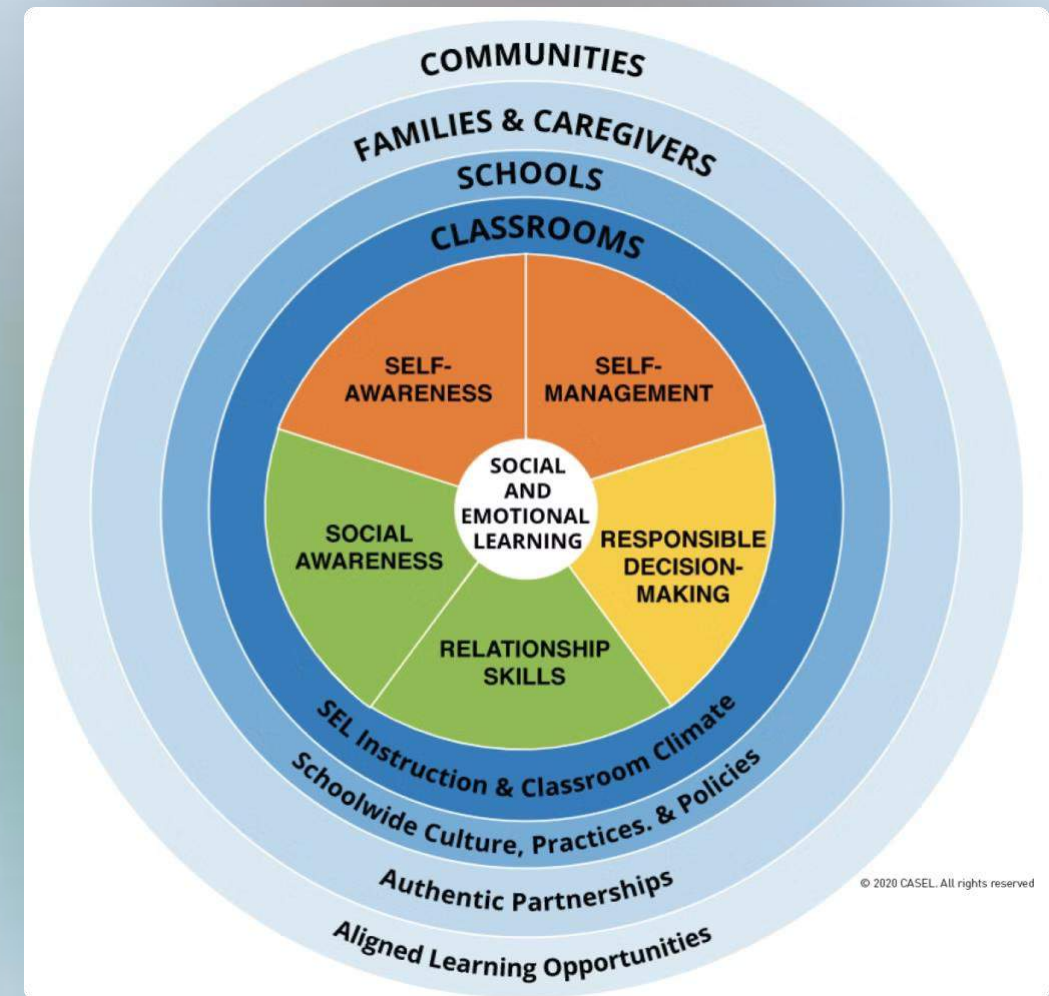 COMMUNITIES
FAMILIES & CAREGIVERS
SCHOOLS
CLASSROOMS
SELF-
AWARENESS
SELF-
MANAGEMENT
SOCIAL
AND
EMOTIONAL
LEARNING
SOCIAL
AWARENESS
RESPONSIBLE
DECISION-
MAKING
RELATIONSHIP
SKILLS
SEL Instruction & Classroom Climate
Schoolwide Culture, Practices. & Policies
Authentic Partnerships
Aligned Learning Opportunities
© 2020 CASEL. All rights reserved